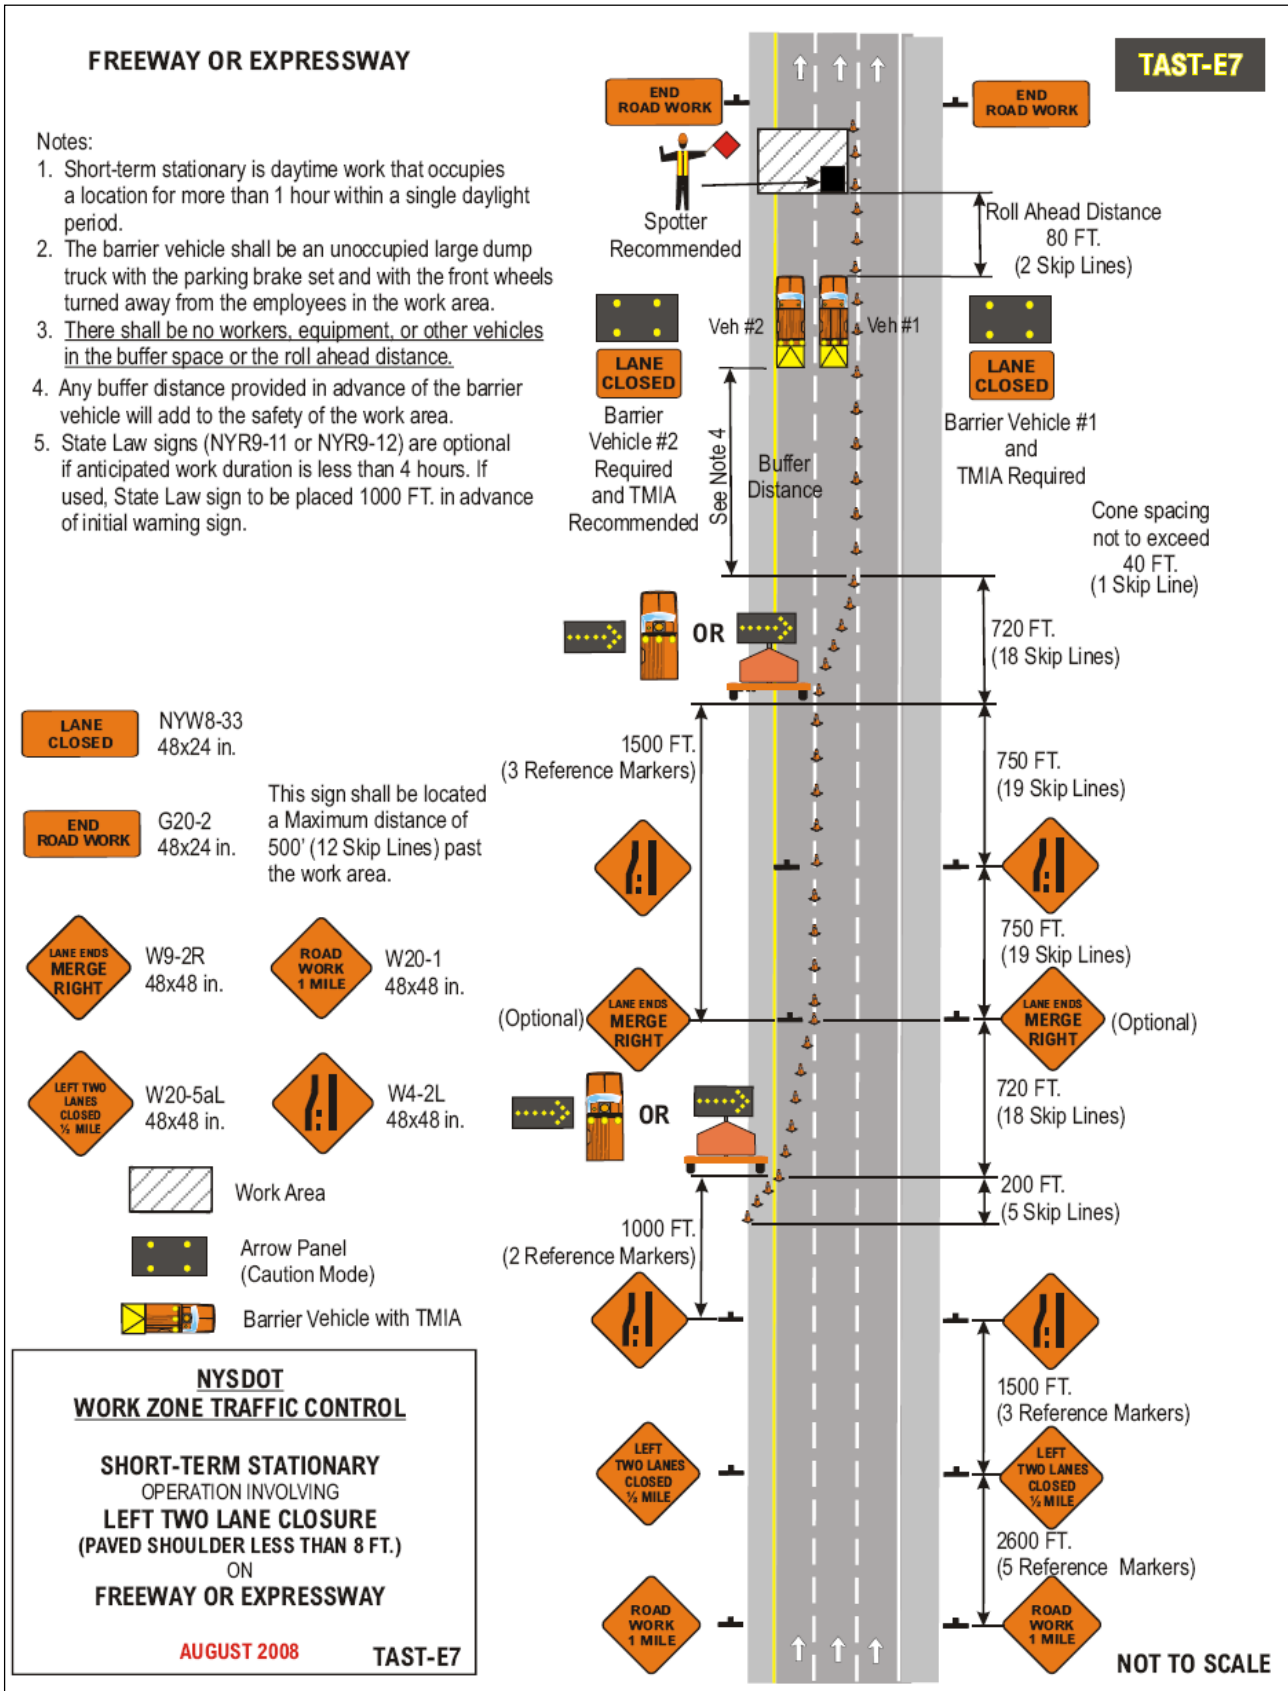 FREEWAY OR EXPRESSWAY
TAST-E7
Notes:
1. Short-term stationary is daytime work that occupies
a location for more than 1 hour within a single daylight
period.
2. The barrier vehicle shall be an unoccupied large dump
truck with the parking brake set and with the front wheels
turned away from the employees in the work area.
3. There shall be no workers, equipment, or other vehicles
in the buffer space or the roll ahead distance.
4. Any buffer distance provided in advance of the barrier
vehicle will add to the safety of the work area.
5. State Law signs (NYR9-11 or NYR9-12) are optional
if anticipated work duration is less than 4 hours. If
used, State Law sign to be placed 1000 FT. in advance
of initial warning sign.
END
ROAD WORK
END
ROAD WORK
Spotter
Recommended
Roll Ahead Distance
80 FT.
(2 Skip Lines)
Veh #2
Veh #1
LANE
CLOSED
LANE
CLOSED
Barrier
Vehicle #2
Required
and TMIA
Recommended
See Note 4
Buffer
Distance
Barrier Vehicle #1
and
TMIA Required
Cone spacing
not to exceed
40 FT.
(1 Skip Line)
OR
720 FT.
(18 Skip Lines)
1500 FT.
(3 Reference Markers)
750 FT.
(19 Skip Lines)
750 FT.
(19 Skip Lines)
(Optional)
LANE ENDS
MERGE
RIGHT
LANE ENDS
MERGE
RIGHT
(Optional)
OR
720 FT.
(18 Skip Lines)
200 FT.
(5 Skip Lines)
1000 FT.
(2 Reference Markers)
1500 FT.
(3 Reference Markers)
LEFT
TWO LANES
CLOSED
½ MILE
LEFT
TWO LANES
CLOSED
½ MILE
2600 FT.
(5 Reference Markers)
ROAD
WORK
1 MILE
ROAD
WORK
1 MILE
NOT TO SCALE
LANE
CLOSED
NYW8-33
48x24 in.
END
ROAD WORK
G20-2
48x24 in.
This sign shall be located
a Maximum distance of
500' (12 Skip Lines) past
the work area.
LANE ENDS
MERGE
RIGHT
W9-2R
48x48 in.
ROAD
WORK
1 MILE
W20-1
48x48 in.
LEFT TWO
LANES
CLOSED
½ MILE
W20-5aL
48x48 in.
W4-2L
48x48 in.
Work Area
Arrow Panel
(Caution Mode)
Barrier Vehicle with TMIA
NYSDOT
WORK ZONE TRAFFIC CONTROL
SHORT-TERM STATIONARY
OPERATION INVOLVING
LEFT TWO LANE CLOSURE
(PAVED SHOULDER LESS THAN 8 FT.)
ON
FREEWAY OR EXPRESSWAY
AUGUST 2008
TAST-E7